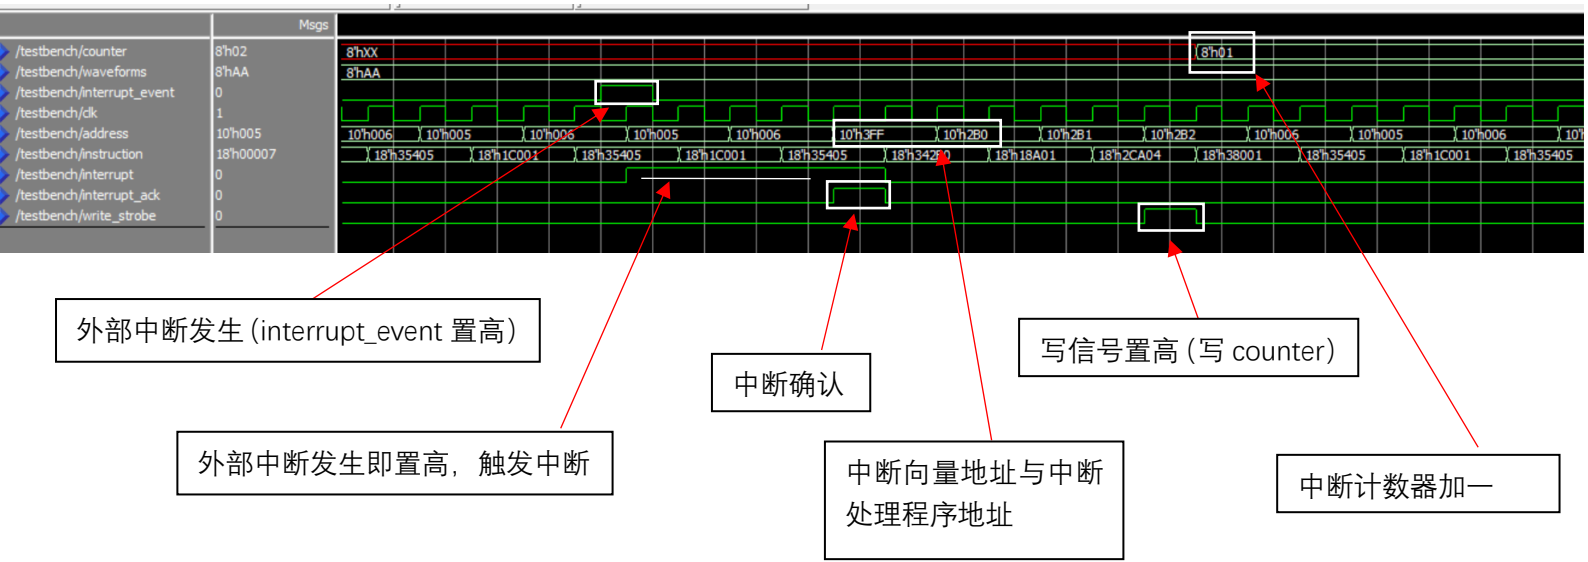 Msgs
/testbench/counter 8'h02 8'hXX 8'h01
/testbench/waveforms 8'hAA 8'hAA
/testbench/interrupt_event 0
/testbench/clk 1
/testbench/address 10'h005 10'h006 10'h005 10'h006 10'h005 10'h006 10'h3FF 10'h2B0 10'h2B1 10'h2B2 10'h006 10'h005 10'h006 10'h
/testbench/instruction 18'h00007 18'h35405 18'h1C001 18'h35405 18'h1C001 18'h35405 18'h342B0 18'h18A01 18'h2CA04 18'h38001 18'h35405 18'h1C001 18'h35405
/testbench/interrupt 0
/testbench/interrupt_ack 0
/testbench/write_strobe 0
外部中断发生(interrupt_event 置高)
写信号置高(写 counter)
中断确认
外部中断发生即置高，触发中断
中断向量地址与中断
处理程序地址
中断计数器加一